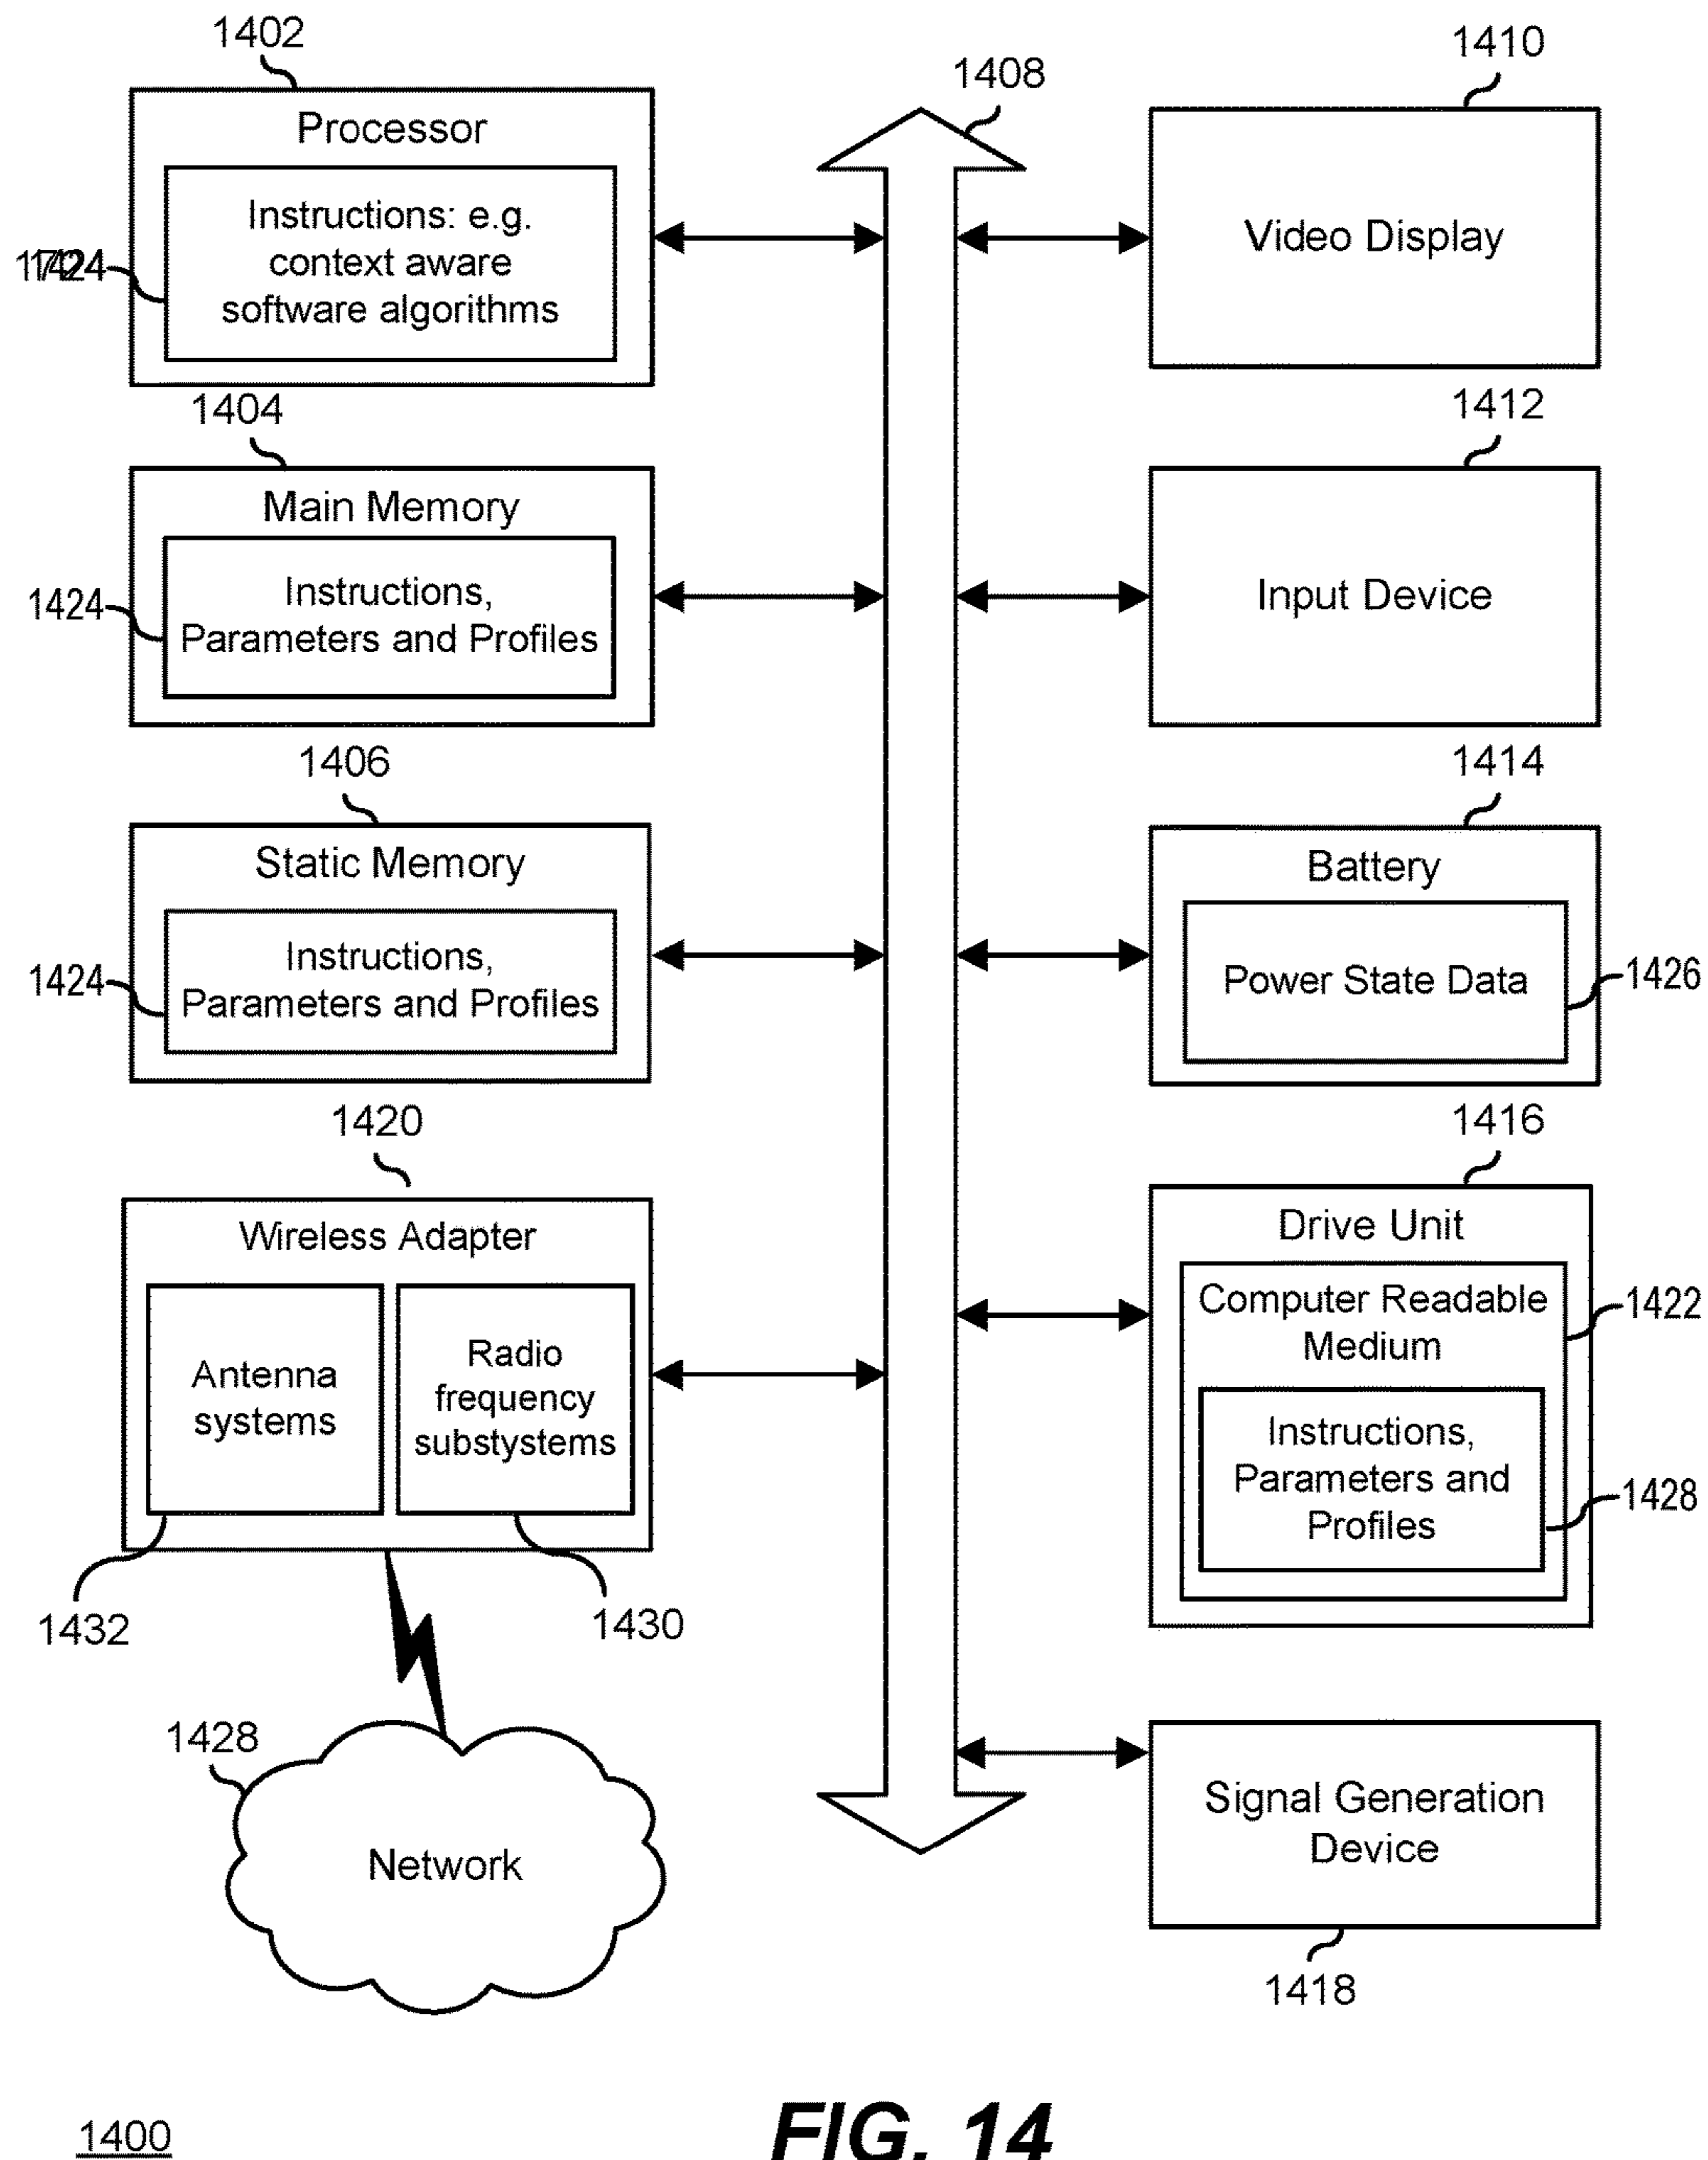 1402
Processor
Instructions: e.g.
context aware
software algorithms
1404
Main Memory
1424
Instructions,
Parameters and Profiles
1406
Static Memory
1424
Instructions,
Parameters and Profiles
1420
Wireless Adapter
Antenna
systems
Radio
frequency
substystems
1432
1430
1428
Network
1408
1410
Video Display
1412
Input Device
1414
Battery
Power State Data
1426
1416
Drive Unit
Computer Readable
Medium
1422
Instructions,
Parameters and
Profiles
1428
Signal Generation
Device
1418
1400
FIG. 14